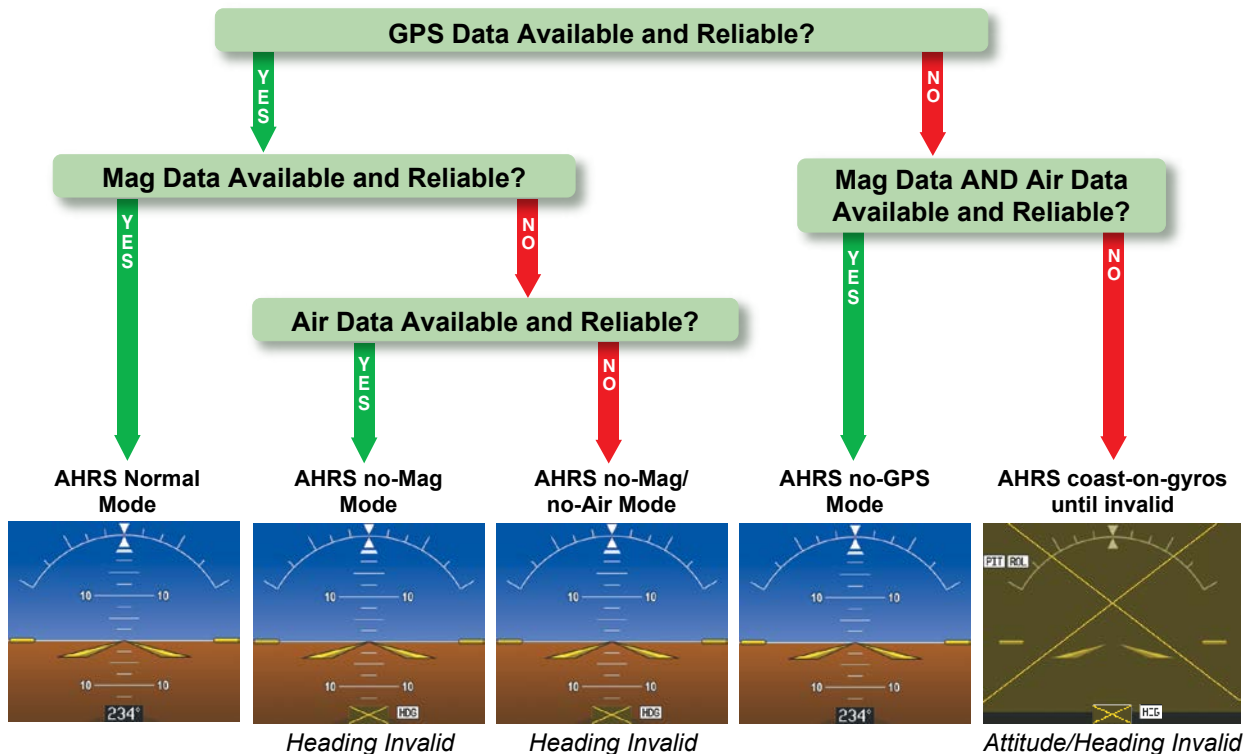 GPS Data Available and Reliable?
YES
NO
Mag Data Available and Reliable?
Mag Data AND Air Data
Available and Reliable?
YES
NO
YES
NO
Air Data Available and Reliable?
YES
NO
AHRS Normal
Mode
AHRS no-Mag
Mode
AHRS no-Mag/
no-Air Mode
AHRS no-GPS
Mode
AHRS coast-on-gyros
until invalid
10 10
10 10
234°
10 10
10 10
HDG
10 10
10 10
HDG
10 10
10 10
234°
PIT ROL
Heading Invalid
Heading Invalid
Attitude/Heading Invalid